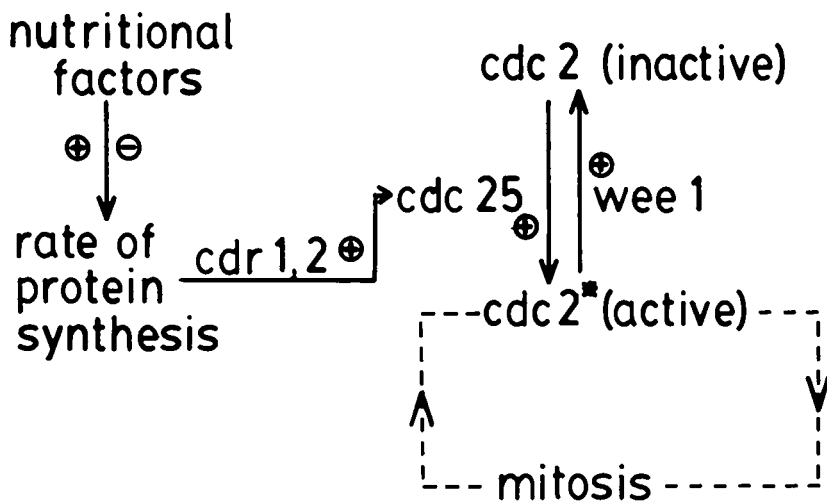 nutritional
factors
⊕ ⊖
rate of
protein
synthesis
cdr 1,2 ⊕
cdc 25
⊕
cdc 2 (inactive)
⊕
wee 1
cdc 2* (active)
mitosis